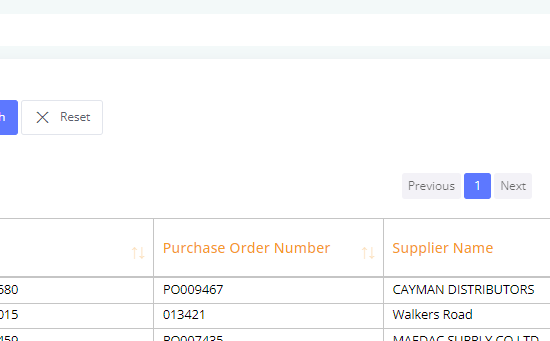 Reset
Previous 1 Next
Purchase Order Number Supplier Name
680 PO009467 CAYMAN DISTRIBUTORS
015 013421 Walkers Road
459 PO007435 MAEDAC SUPPLY CO LTD